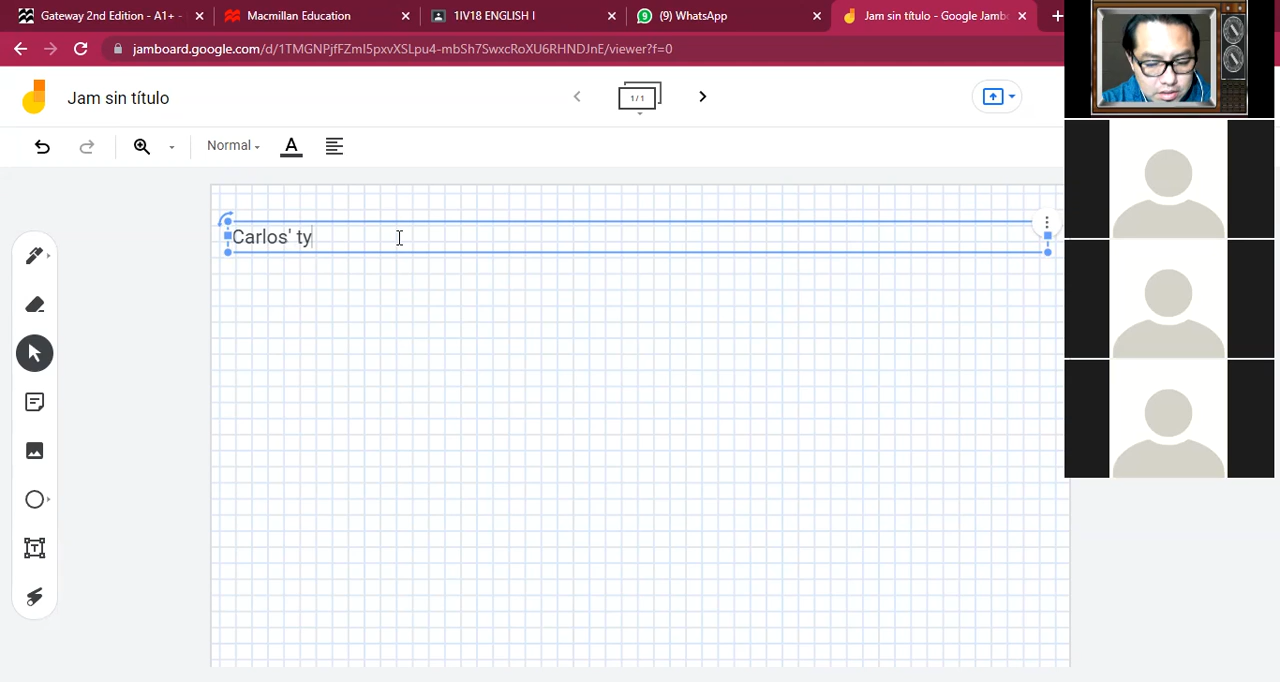 Gateway 2nd Edition - A1+ -
Macmillan Education
1IV18 ENGLISH I
(9) WhatsApp
Jam sin título - Google Jamb
jamboard.google.com/d/1TMGNPjfFZmI5pxvXSLpu4-mbSh7SwxcRoXU6RHNDJnE/viewer?f=0
Jam sin título
1/1
Normal
Carlos' ty